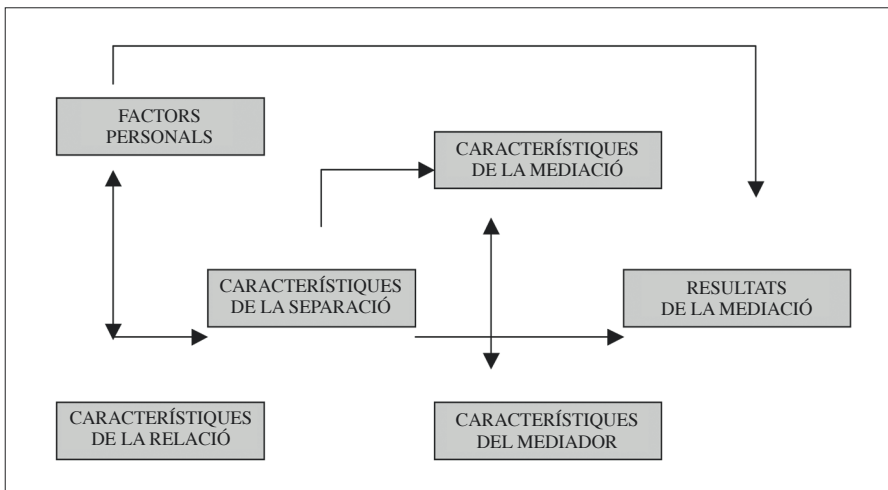 FACTORS
PERSONALS
CARACTERÍSTIQUES
DE LA MEDIACIÓ
CARACTERÍSTIQUES
DE LA SEPARACIÓ
RESULTATS
DE LA MEDIACIÓ
CARACTERÍSTIQUES
DE LA RELACIÓ
CARACTERÍSTIQUES
DEL MEDIADOR